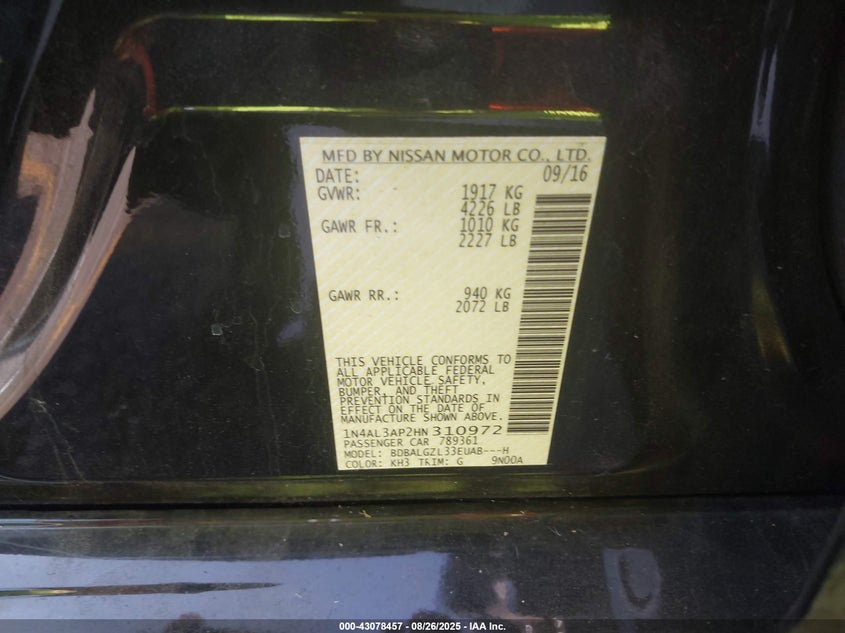 MFD BY NISSAN MOTOR CO., LTD.
DATE: 09/16
GVWR: 1917 KG
4226 LB
GAWR FR.: 1010 KG
2227 LB
GAWR RR.: 940 KG
2072 LB
THIS VEHICLE CONFORMS TO
ALL APPLICABLE FEDERAL
MOTOR VEHICLE SAFETY,
BUMPER, AND THEFT
PREVENTION STANDARDS IN
EFFECT ON THE DATE OF
MANUFACTURE SHOWN ABOVE.
1N4AL3AP2HN310972
PASSENGER CAR 789361
MODEL: BDBALGZL33EUAB---H
COLOR: KH3 TRIM: G 9N00A
000-43078457 - 08/26/2025 - IAA Inc.